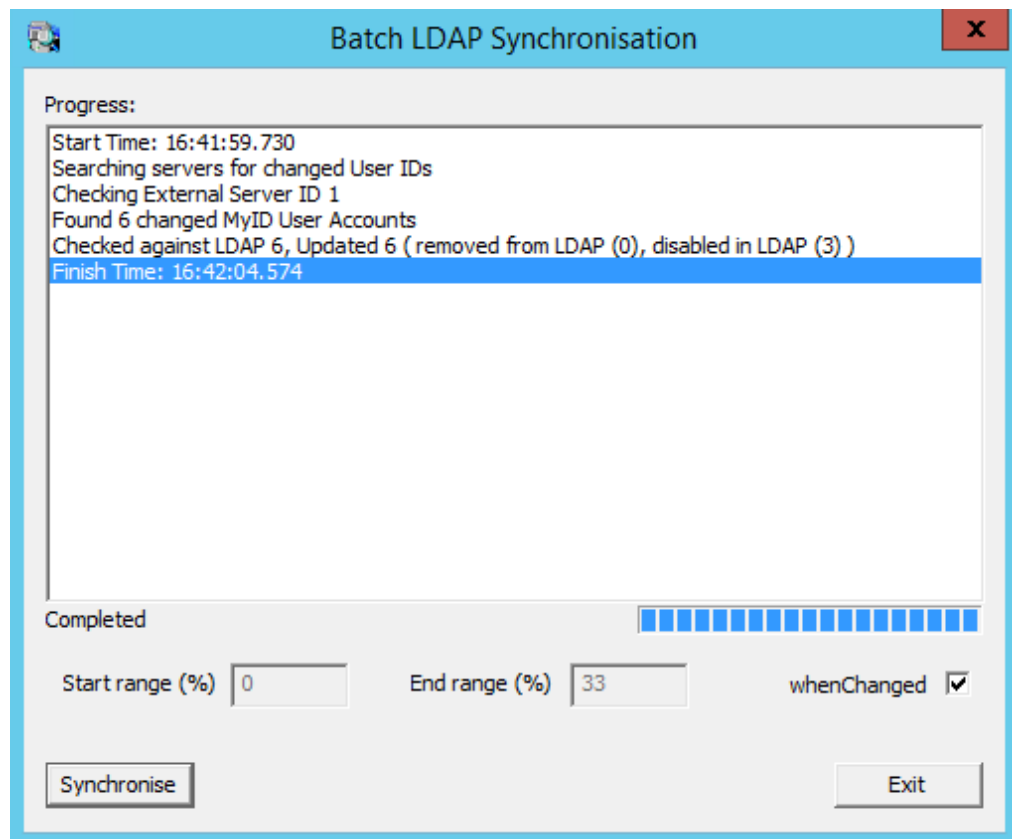 Batch LDAP Synchronisation
x
Progress:
Start Time: 16:41:59.730
Searching servers for changed User IDs
Checking External Server ID 1
Found 6 changed MyID User Accounts
Checked against LDAP 6, Updated 6 ( removed from LDAP (0), disabled in LDAP (3) )
Finish Time: 16:42:04.574
Completed
Start range (%) 0 End range (%) 33 whenChanged
Synchronise Exit